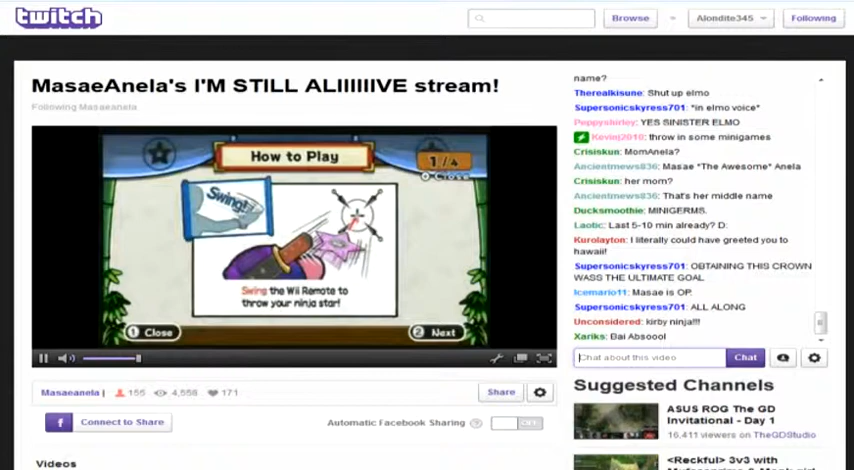 twitch
Browse
Alondite345
Following
MasaeAnela's I'M STILL ALIIIIIIVE stream!
Following Masaeanela
How to Play
1/4
Close
Swing!
Swing the Wii Remote to
throw your ninja star!
1 Close
2 Next
Masaeanela |
155
4,558
171
Share
f Connect to Share
Automatic Facebook Sharing ? OFF
Videos
name?
Therealkisune: Shut up elmo
Supersonicskyress701: *in elmo voice*
Peppyshirley: YES SINISTER ELMO
Kevinj2010: throw in some minigames
Crisiskun: MomAnela?
Ancientmews836: Masae *The Awesome* Anela
Crisiskun: her mom?
Ancientmews836: That's her middle name
Ducksmoothie: MINIGERMS.
Laotic: Last 5-10 min already? D:
Kurolayton: I literally could have greeted you to
hawaii!
Supersonicskyress701: OBTAINING THIS CROWN
WASS THE ULTIMATE GOAL
Icemario11: Masae is OP.
Supersonicskyress701: ALL ALONG
Unconsidered: kirby ninja!!!
Xariks: Bai Absoool
Chat about this video
Chat
Suggested Channels
ASUS ROG The GD
Invitational - Day 1
16,411 viewers on TheGDStudio
<Reckful> 3v3 with